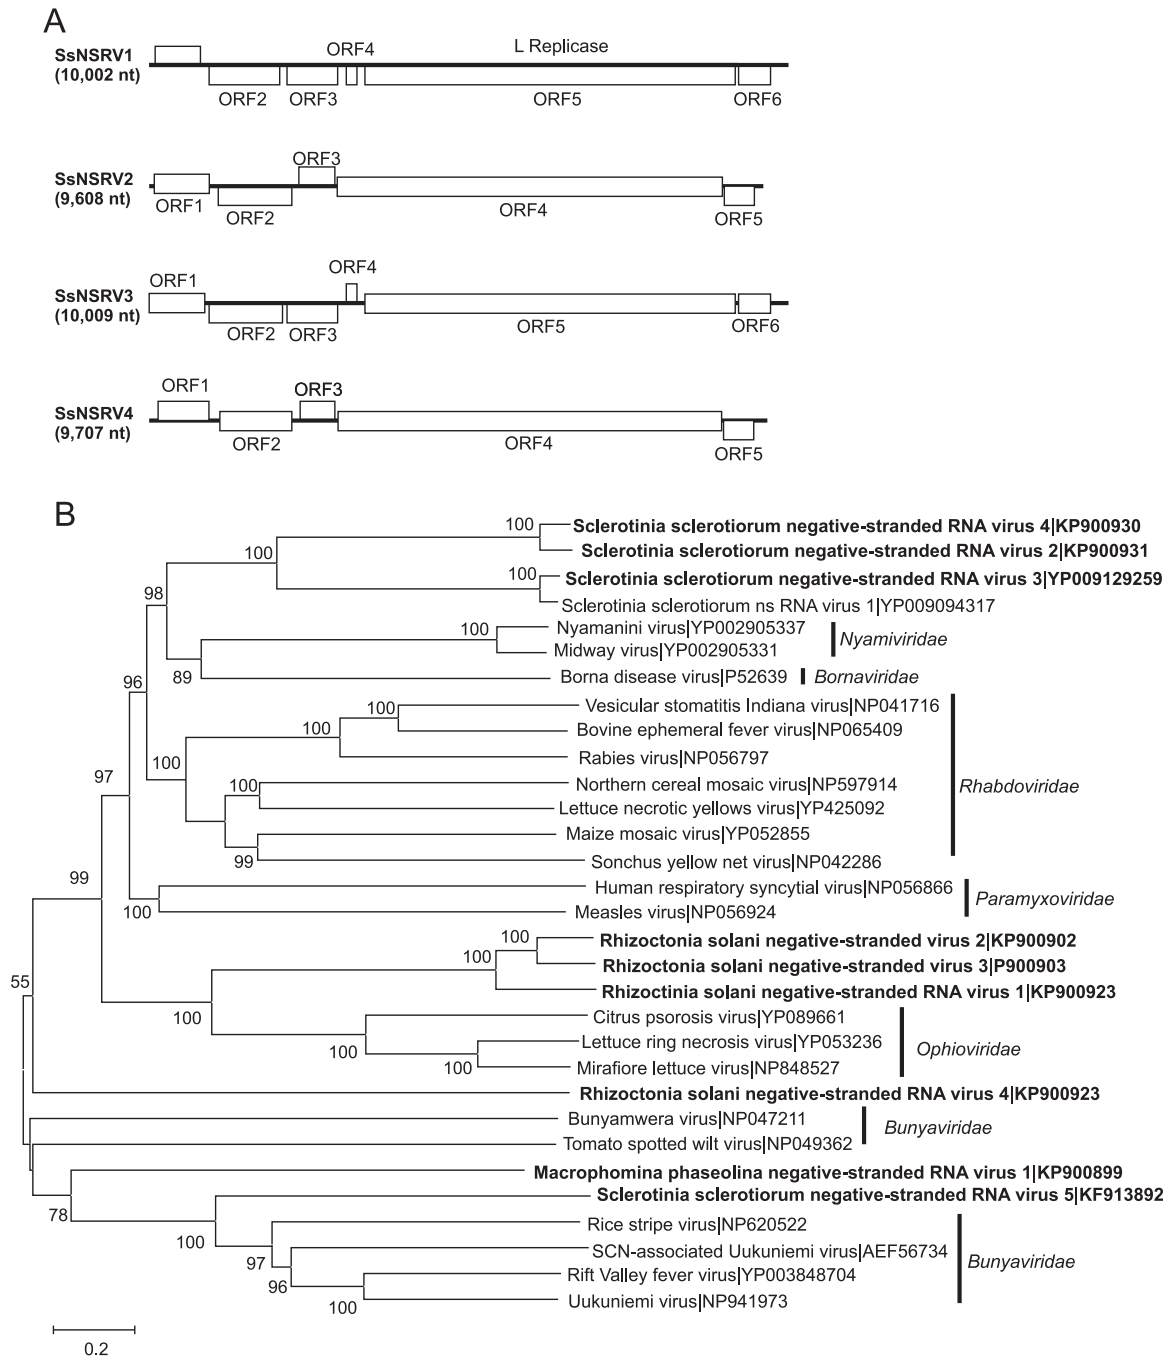 A
SsNSRV1
(10,002 nt)
ORF4
L Replicase
ORF2
ORF3
ORF5
ORF6
SsNSRV2
(9,608 nt)
ORF3
ORF1
ORF2
ORF4
ORF5
SsNSRV3
(10,009 nt)
ORF1
ORF4
ORF2
ORF3
ORF5
ORF6
SsNSRV4
(9,707 nt)
ORF1
ORF3
ORF2
ORF4
ORF5
B
100 Sclerotinia sclerotiorum negative-stranded RNA virus 4|KP900930
100
Sclerotinia sclerotiorum negative-stranded RNA virus 2|KP900931
100 Sclerotinia sclerotiorum negative-stranded RNA virus 3|YP009129259
98
Sclerotinia sclerotiorum ns RNA virus 1|YP009094317
100 Nyamanini virus|YP002905337
Nyamiviridae
Midway virus|YP002905331
89 Borna disease virus|P52639 Bornaviridae
96
100 Vesicular stomatitis Indiana virus|NP041716
100 Bovine ephemeral fever virus|NP065409
100 Rabies virus|NP056797
97
100 Northern cereal mosaic virus|NP597914 Rhabdoviridae
Lettuce necrotic yellows virus|YP425092
Maize mosaic virus|YP052855
99 Sonchus yellow net virus|NP042286
99
Human respiratory syncytial virus|NP056866
Paramyxoviridae
100 Measles virus|NP056924
100 Rhizoctonia solani negative-stranded virus 2|KP900902
100
Rhizoctonia solani negative-stranded virus 3|P900903
55
Rhizoctinia solani negative-stranded RNA virus 1|KP900923
100 Citrus psorosis virus|YP089661
100 Lettuce ring necrosis virus|YP053236 Ophioviridae
100 Mirafiore lettuce virus|NP848527
Rhizoctonia solani negative-stranded RNA virus 4|KP900923
Bunyamwera virus|NP047211
Bunyaviridae
Tomato spotted wilt virus|NP049362
Macrophomina phaseolina negative-stranded RNA virus 1|KP900899
Sclerotinia sclerotiorum negative-stranded RNA virus 5|KF913892
78
Rice stripe virus|NP620522
100
SCN-associated Uukuniemi virus|AEF56734
97 Bunyaviridae
Rift Valley fever virus|YP003848704
96
100 Uukuniemi virus|NP941973
0.2